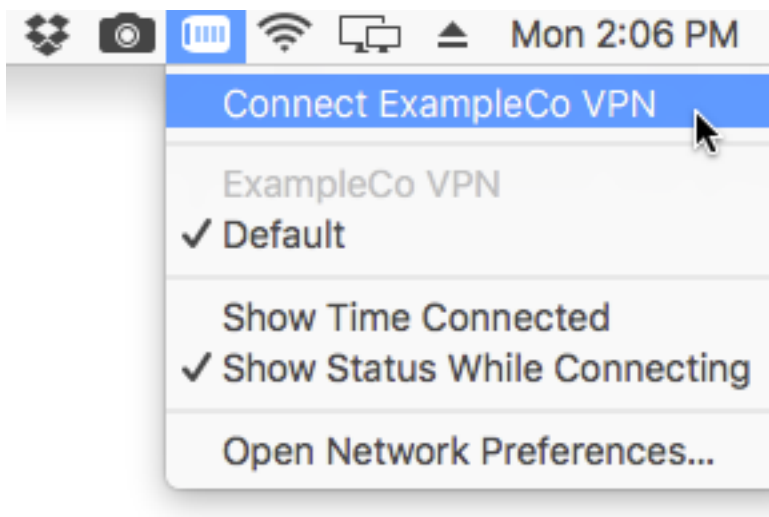 Mon 2:06 PM
Connect ExampleCo VPN
ExampleCo VPN
✓ Default
Show Time Connected
✓ Show Status While Connecting
Open Network Preferences...